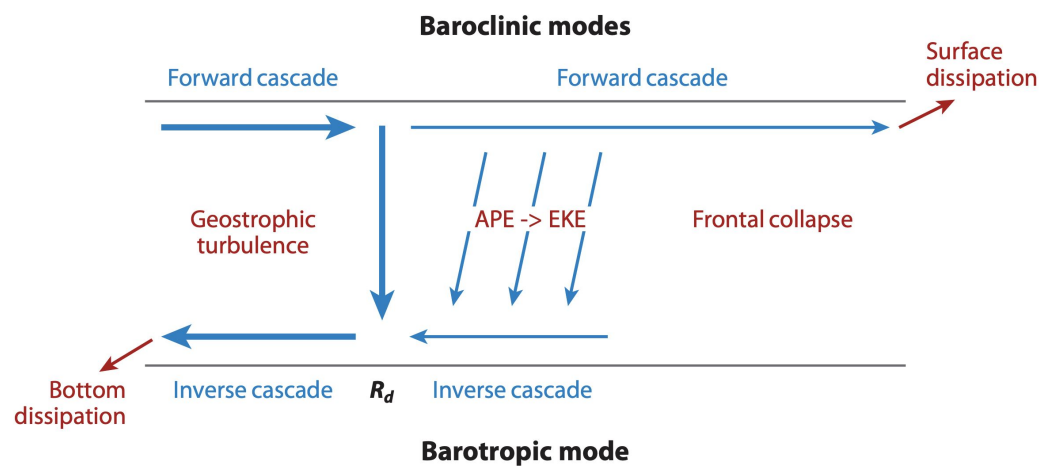 Baroclinic modes
Forward cascade
Forward cascade
Surface
dissipation
Geostrophic
turbulence
APE -> EKE
Frontal collapse
Bottom
dissipation
Inverse cascade
R_d
Inverse cascade
Barotropic mode